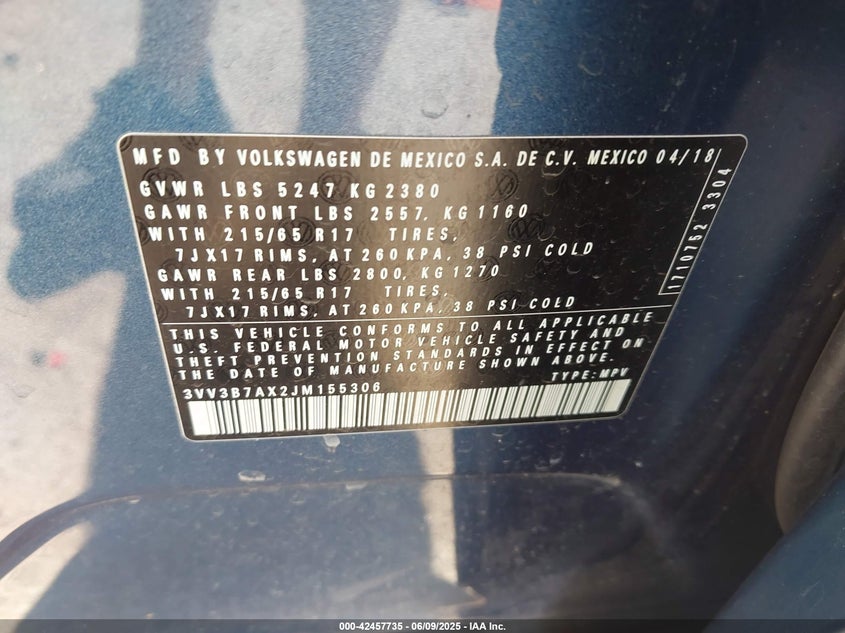 MFD BY VOLKSWAGEN DE MEXICO S.A. DE C.V. MEXICO 04/18
GVWR LBS 5247 KG 2380
GAWR FRONT LBS 2557, KG 1160
WITH 215/65 R17 TIRES,
7JX17 RIMS, AT 260 KPA, 38 PSI COLD
GAWR REAR LBS 2800, KG 1270
WITH 215/65 R17 TIRES,
7JX17 RIMS, AT 260 KPA, 38 PSI COLD
THIS VEHICLE CONFORMS TO ALL APPLICABLE
U.S. FEDERAL MOTOR VEHICLE SAFETY AND
THEFT PREVENTION STANDARDS IN EFFECT ON
THE DATE OF MANUFACTURE SHOWN ABOVE.
3VV3B7AX2JM155306 TYPE: MPV
1710752 3304
000-42457735 - 06/09/2025 - IAA Inc.